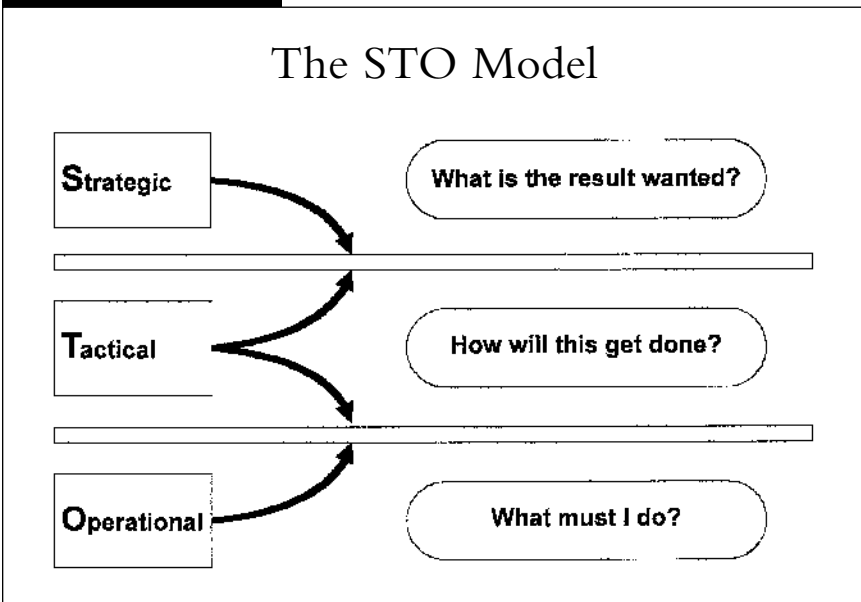 The STO Model
Strategic
What is the result wanted?
Tactical
How will this get done?
Operational
What must I do?